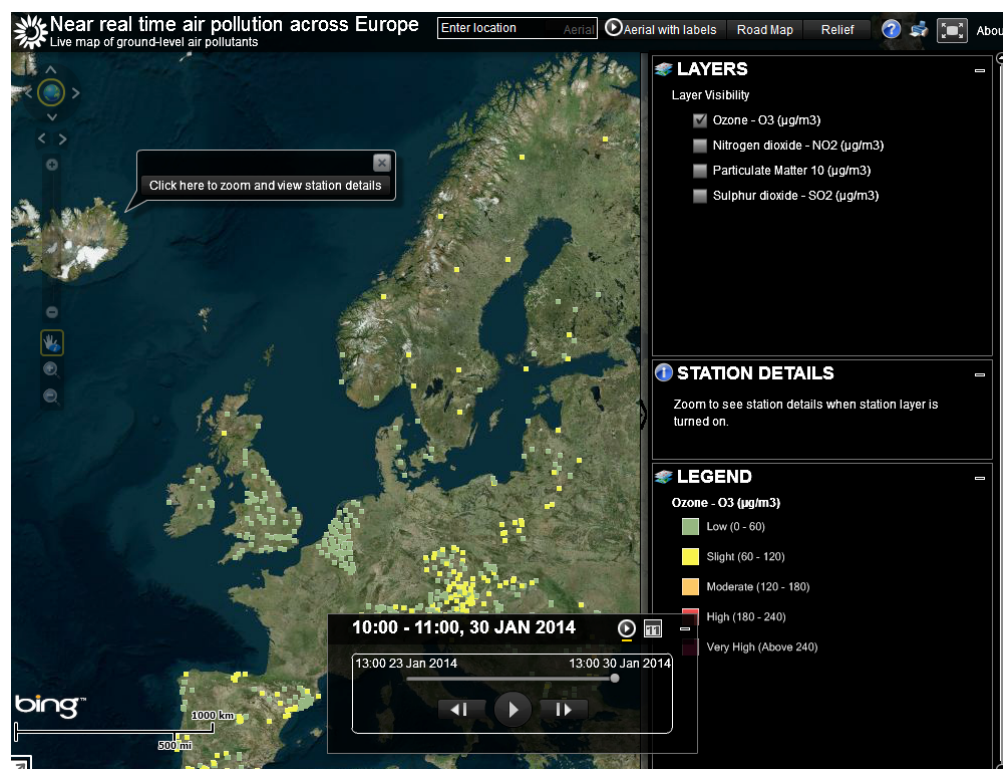 Near real time air pollution across Europe
Live map of ground-level air pollutants
Enter location
Aerial
Aerial with labels
Road Map
Relief
Abou
Click here to zoom and view station details
LAYERS
Layer Visibility
Ozone - O3 (µg/m3)
Nitrogen dioxide - NO2 (µg/m3)
Particulate Matter 10 (µg/m3)
Sulphur dioxide - SO2 (µg/m3)
STATION DETAILS
Zoom to see station details when station layer is
turned on.
LEGEND
Ozone - O3 (µg/m3)
Low (0 - 60)
Slight (60 - 120)
Moderate (120 - 180)
High (180 - 240)
Very High (Above 240)
10:00 - 11:00, 30 JAN 2014
11
13:00 23 Jan 2014
13:00 30 Jan 2014
bing™
1000 km
500 mi